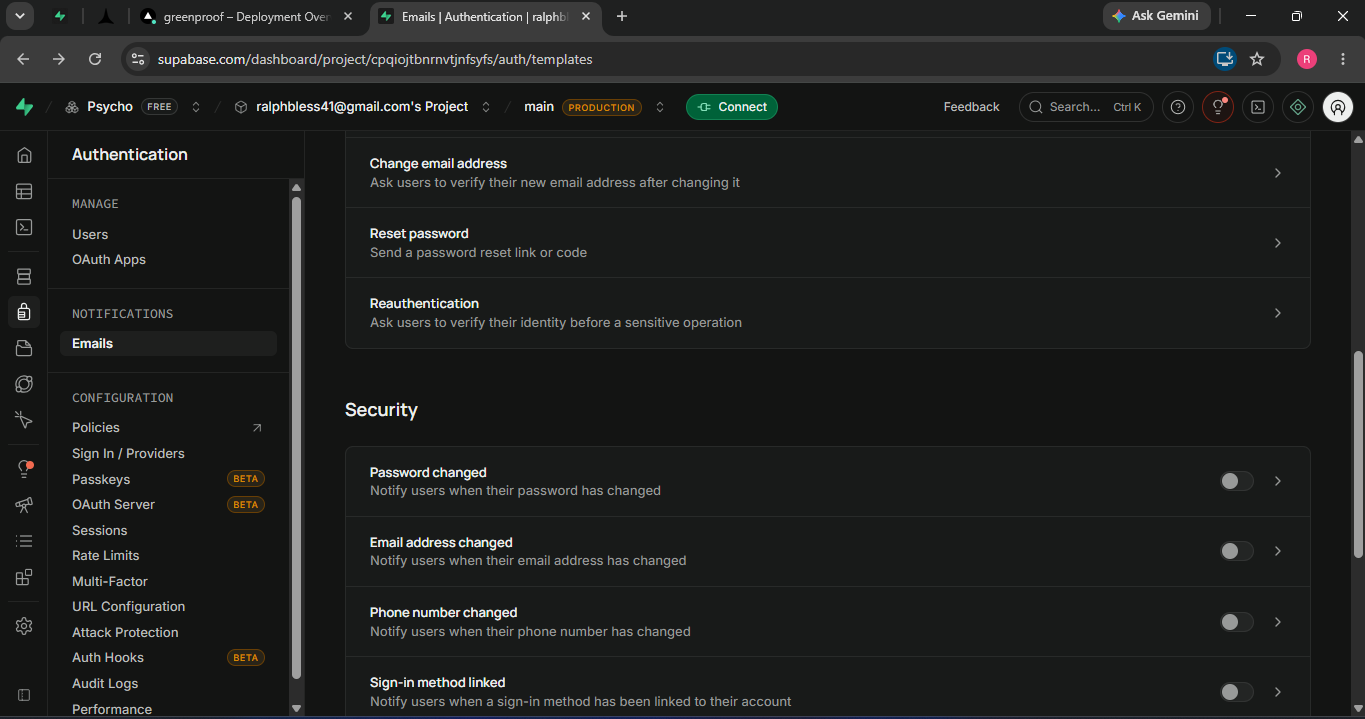 greenproof – Deployment Over
Emails | Authentication | ralphbl
Ask Gemini
supabase.com/dashboard/project/cpqiojtbnrnvtjnfsyfs/auth/templates
R
Psycho
FREE
ralphbless41@gmail.com's Project
main
PRODUCTION
Connect
Feedback
Search...
Ctrl K
Authentication
MANAGE
Users
OAuth Apps
NOTIFICATIONS
Emails
CONFIGURATION
Policies
Sign In / Providers
Passkeys
BETA
OAuth Server
BETA
Sessions
Rate Limits
Multi-Factor
URL Configuration
Attack Protection
Auth Hooks
BETA
Audit Logs
Performance
Change email address
Ask users to verify their new email address after changing it
Reset password
Send a password reset link or code
Reauthentication
Ask users to verify their identity before a sensitive operation
Security
Password changed
Notify users when their password has changed
Email address changed
Notify users when their email address has changed
Phone number changed
Notify users when their phone number has changed
Sign-in method linked
Notify users when a sign-in method has been linked to their account